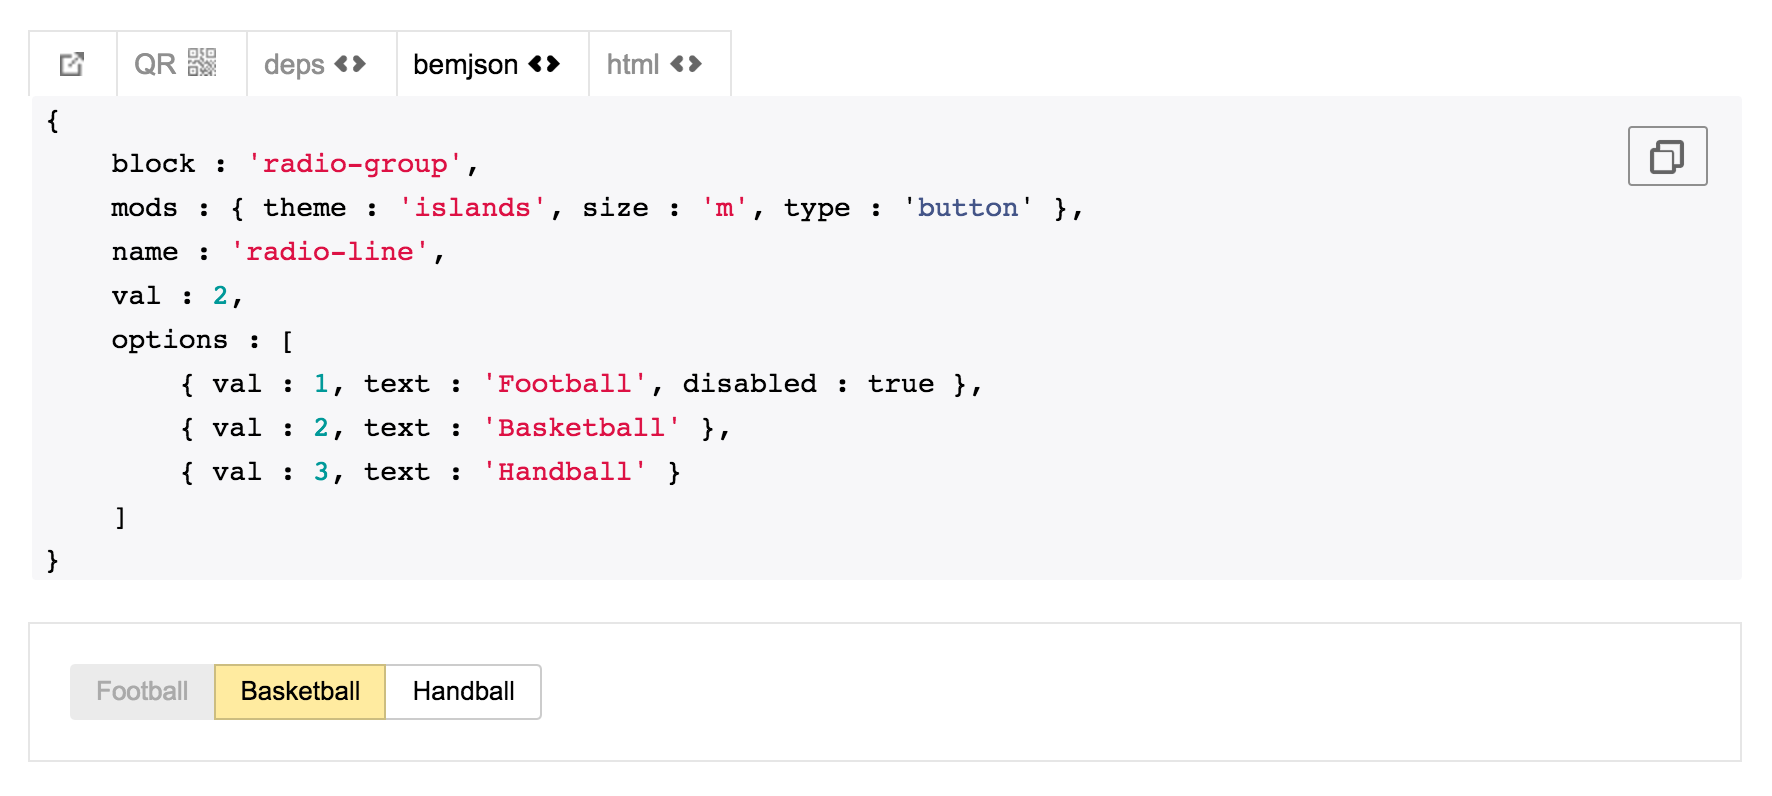 QR deps bemjson html
{
    block : 'radio-group',
    mods : { theme : 'islands', size : 'm', type : 'button' },
    name : 'radio-line',
    val : 2,
    options : [
        { val : 1, text : 'Football', disabled : true },
        { val : 2, text : 'Basketball' },
        { val : 3, text : 'Handball' }
    ]
}
Football Basketball Handball